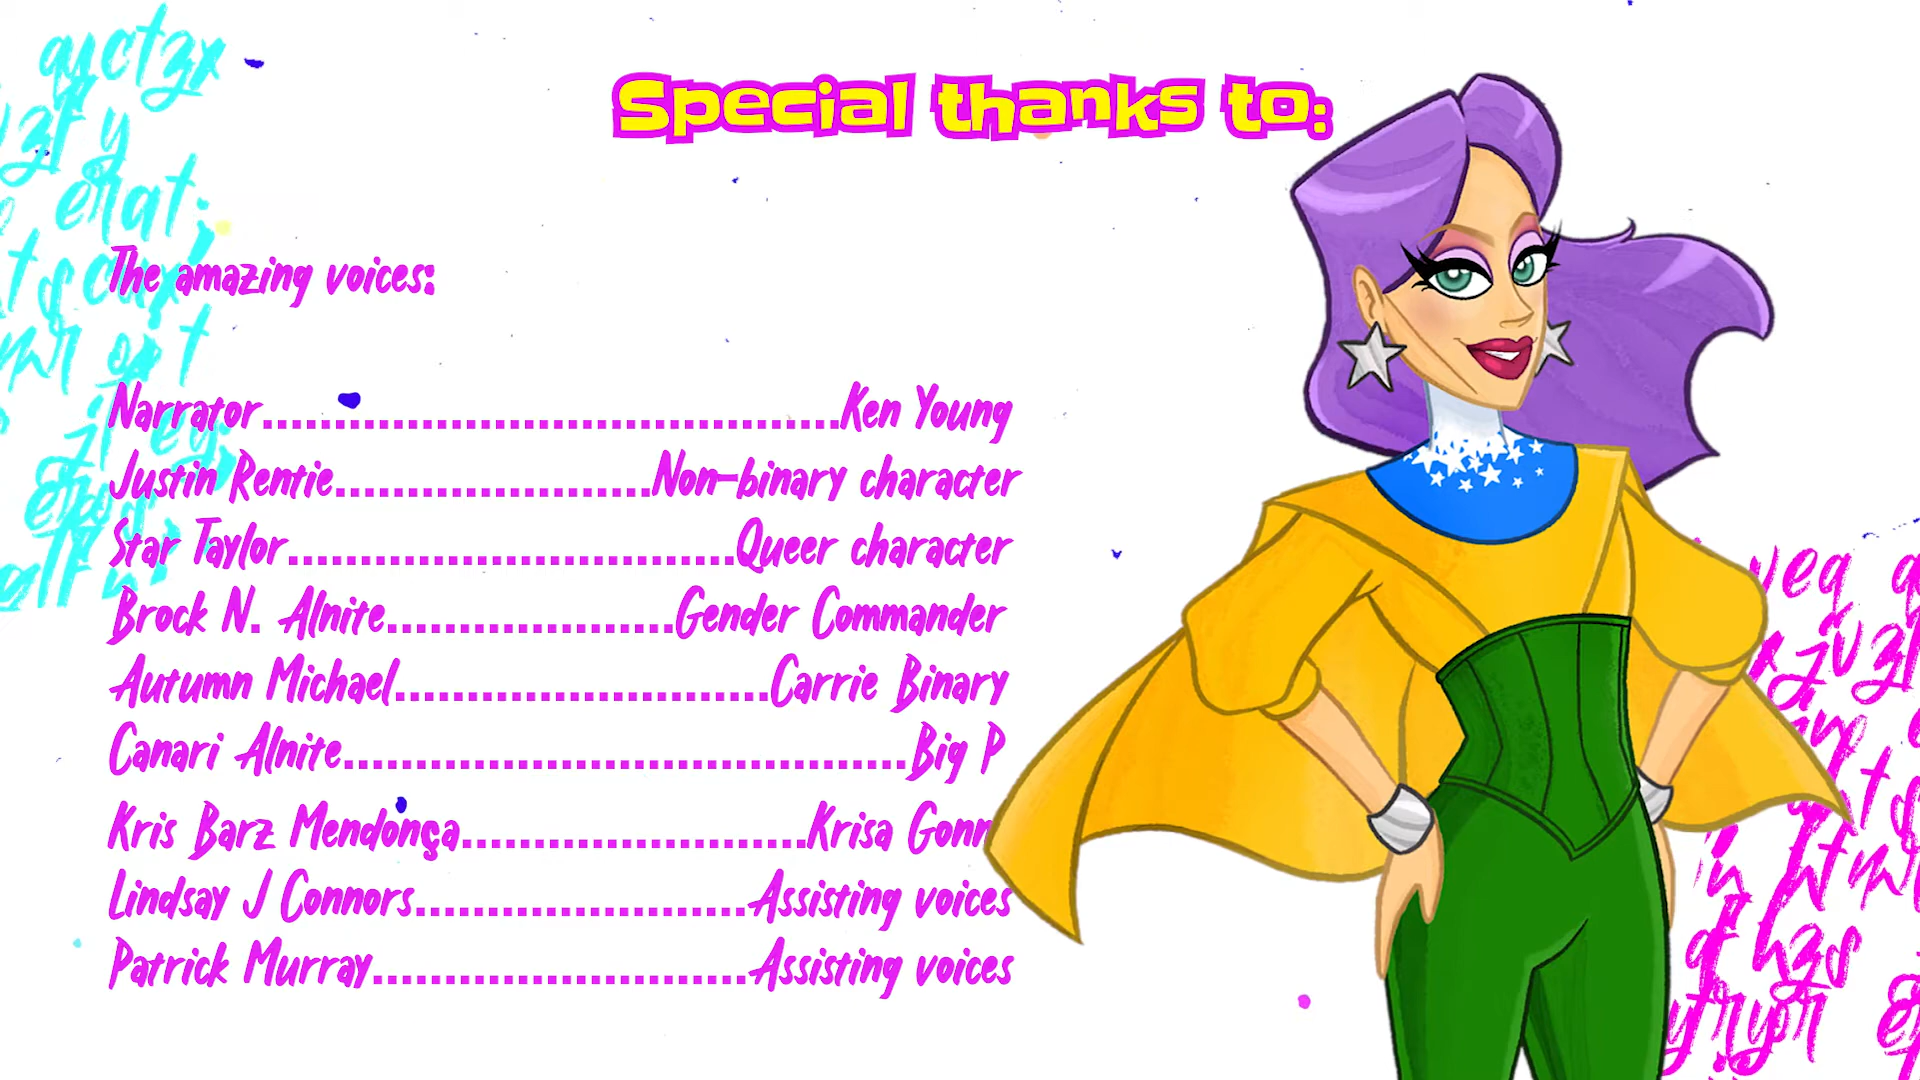 Special thanks to:
The amazing voices:
Narrator.......................................Ken Young
Justin Rentie......................Non-binary character
Star Taylor...............................Queer character
Brock N. Alnite....................Gender Commander
Autumn Michael..........................Carrie Binary
Canari Alnite.......................................Big P
Kris Barz Mendonça........................Krisa
Lindsay J Connors.......................Assisting voices
Patrick Murray..........................Assisting voices